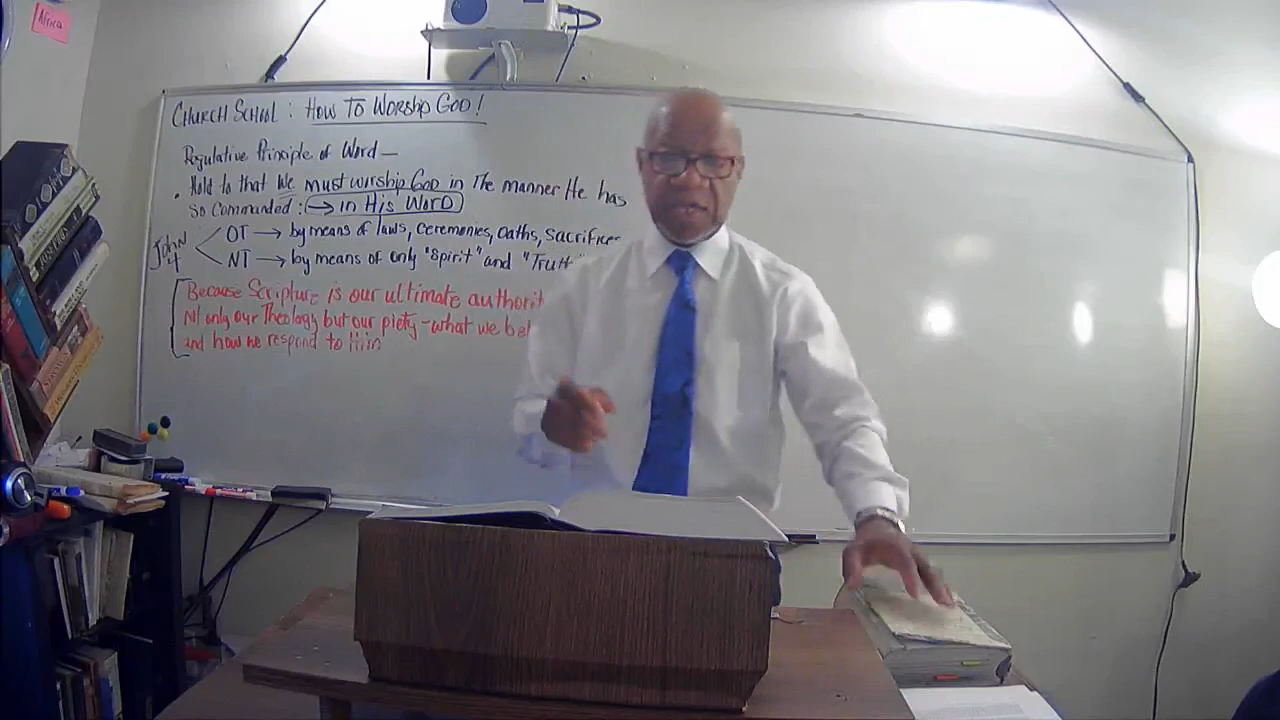 Africa
CHURCH SCHOOL: HOW TO WORSHIP GOD!
Regulative Principle of Word—
• Hold to that We must worship GOD in The manner He has
so Commanded: → in His WORD
John 4
OT → by means of laws, ceremonies, oaths, sacrifices
NT → by means of only "Spirit" and "Truth"
Because Scripture is our ultimate authorit
Nt only our Theology but our piety - what we bel
and how we respond to Him